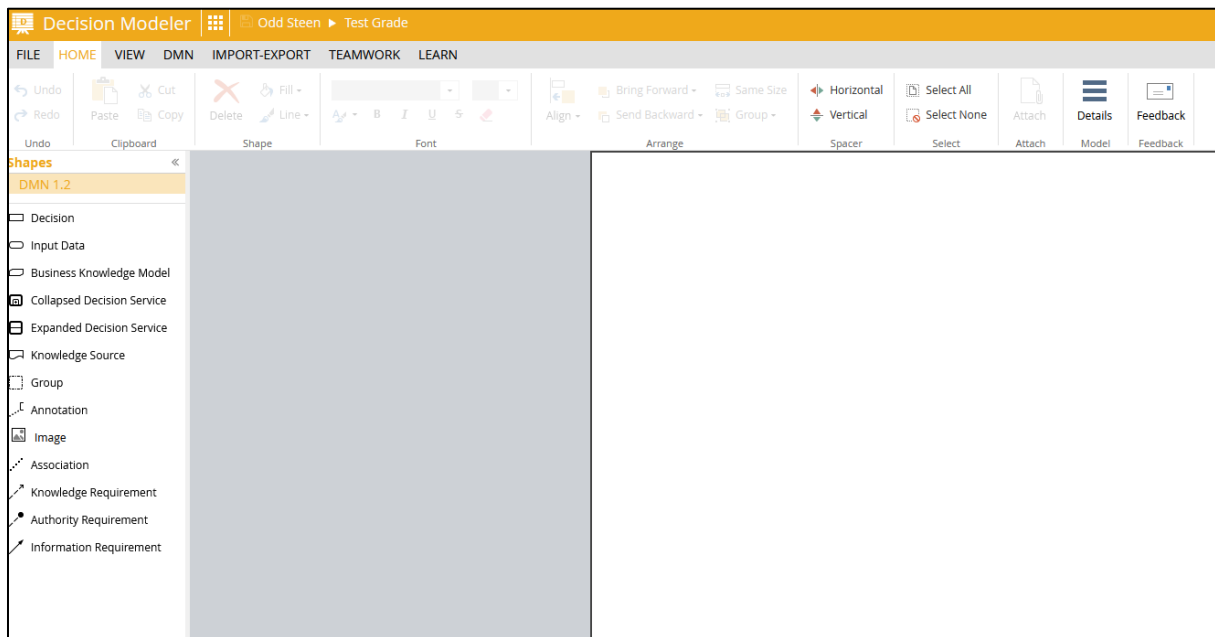 D Decision Modeler Odd Steen ▶ Test Grade
FILE HOME VIEW DMN IMPORT-EXPORT TEAMWORK LEARN
Undo Cut Fill Bring Forward Same Size Horizontal Select All
Redo Paste Copy Delete Line A B I U S Align Send Backward Group Vertical Select None Attach Details Feedback
Undo Clipboard Shape Font Arrange Spacer Select Attach Model Feedback
Shapes «
DMN 1.2
Decision
Input Data
Business Knowledge Model
Collapsed Decision Service
Expanded Decision Service
Knowledge Source
Group
Annotation
Image
Association
Knowledge Requirement
Authority Requirement
Information Requirement